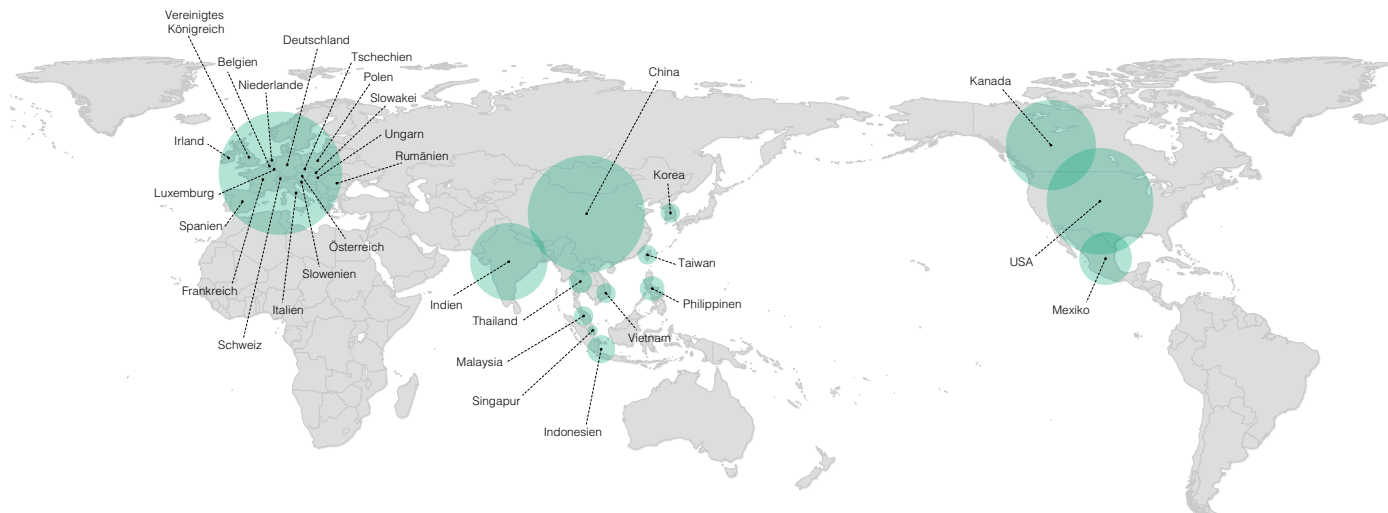 Vereinigtes
Königreich
Belgien
Deutschland
Tschechien
Niederlande
Polen
Slowakei
Irland
Ungarn
Rumänien
Luxemburg
Spanien
Österreich
Slowenien
Frankreich
Italien
Schweiz
China
Korea
Indien
Taiwan
Thailand
Philippinen
Vietnam
Malaysia
Singapur
Indonesien
Kanada
USA
Mexiko